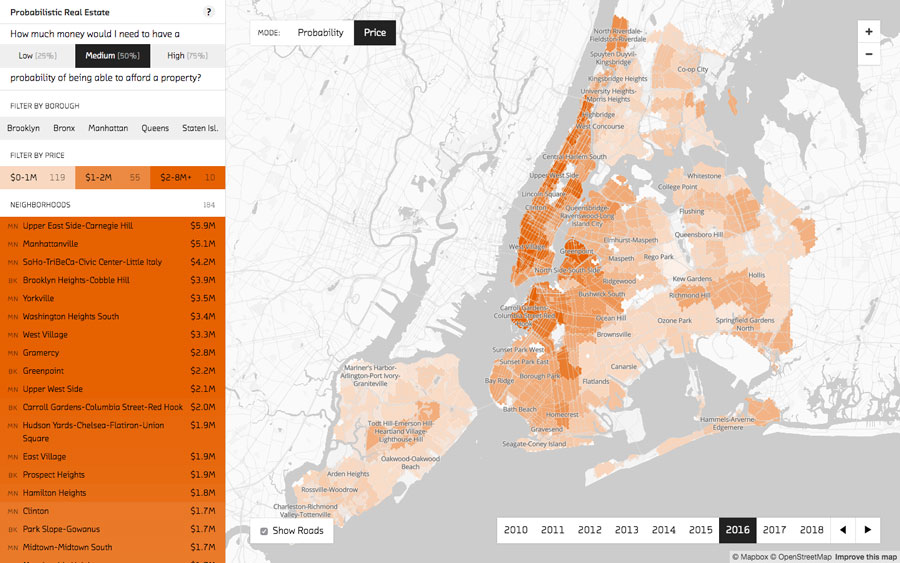 Probabilistic Real Estate
?
How much money would I need to have a
Low (25%) Medium (50%) High (75%)
probability of being able to afford a property?
FILTER BY BOROUGH
Brooklyn Bronx Manhattan Queens Staten Isl.
FILTER BY PRICE
$0-1M 119 $1-2M 55 $2-8M+ 10
NEIGHBORHOODS 184
MN Upper East Side-Carnegie Hill $5.9M
MN Manhattanville $5.1M
MN SoHo-TriBeCa-Civic Center-Little Italy $4.2M
BK Brooklyn Heights-Cobble Hill $3.9M
MN Yorkville $3.5M
MN Washington Heights South $3.4M
MN West Village $3.3M
MN Gramercy $2.8M
BK Greenpoint $2.2M
MN Upper West Side $2.1M
BK Carroll Gardens-Columbia Street-Red Hook $2.0M
MN Hudson Yards-Chelsea-Flatiron-Union $1.9M
Square
MN East Village $1.9M
BK Prospect Heights $1.9M
MN Hamilton Heights $1.8M
MN Clinton $1.7M
BK Park Slope-Gowanus $1.7M
MN Midtown-Midtown South $1.7M
MODE: Probability Price
+
−
North Riverdale-
Fieldston-Riverdale
Spuyten Duyvil-
Kingsbridge
Co-op City
Kingsbridge Heights
University Heights-
Morris Heights
Highbridge
West Concourse
Central Harlem South
Upper West Side
Whitestone
College Point
Lincoln Square
Clinton
Queensbridge-
Ravenswood-Long
Island City
Flushing
Queensboro Hill
West Village
Greenpoint
Elmhurst-Maspeth
Maspeth
Rego Park
North Side-South Side
Ridgewood
Kew Gardens
Hollis
Bushwick South
Richmond Hill
Carroll Gardens-
Columbia Street-Red
Hook
Ocean Hill
Ozone Park
Springfield Gardens
North
Brownsville
Sunset Park West
Sunset Park East
Canarsie
Borough Park
Bay Ridge
Flatlands
Mariner's Harbor-
Arlington-Port Ivory-
Graniteville
Bath Beach
Homecrest
Gravesend
Hammels-Arverne-
Edgemere
Seagate-Coney Island
Todt Hill-Emerson Hill-
Heartland Village-
Lighthouse Hill
Oakwood-Oakwood
Beach
Arden Heights
Rossville-Woodrow
Charleston-Richmond
Valley-Tottenville
Show Roads
2010 2011 2012 2013 2014 2015 2016 2017 2018
© Mapbox © OpenStreetMap Improve this map